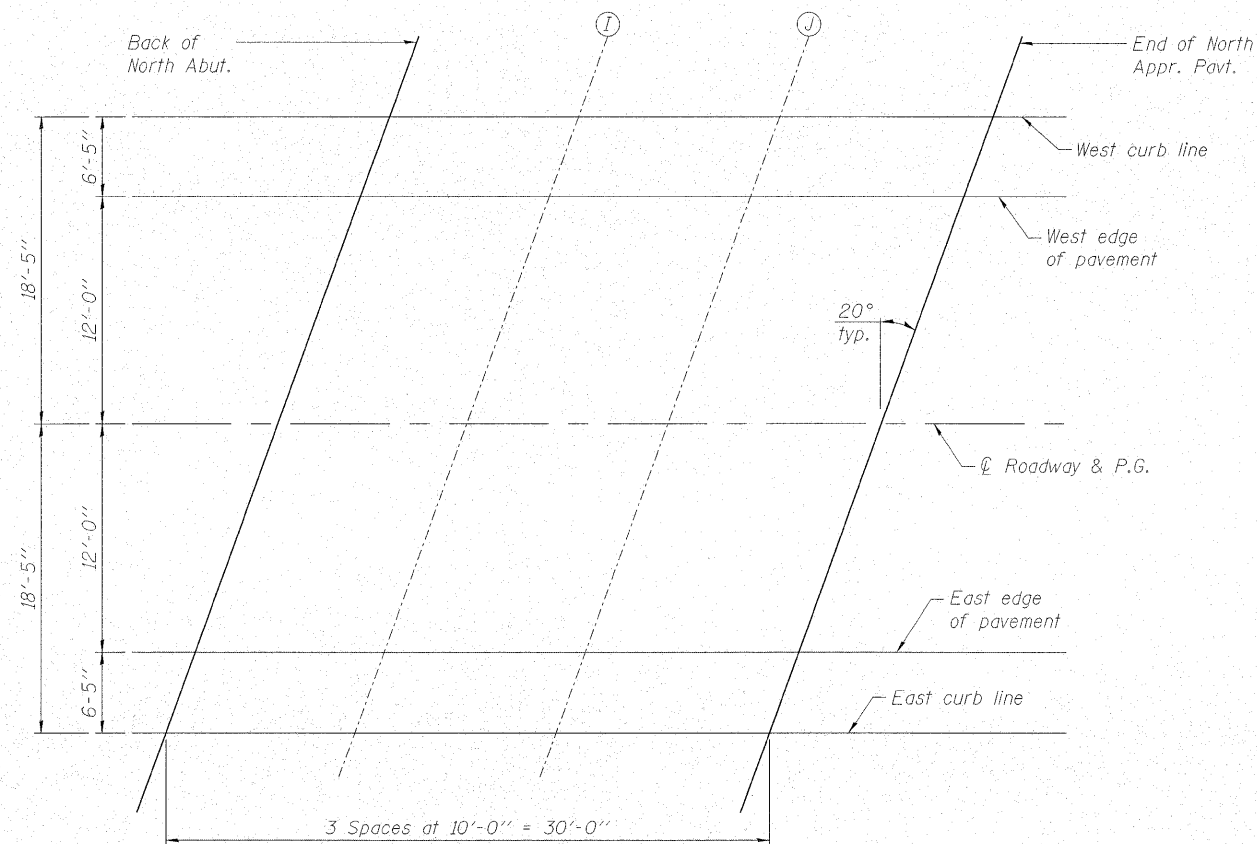 I
J
Back of
North Abut.
End of North
Appr. Pavt.
West curb line
6'-5"
West edge
of pavement
18'-5"
12'-0"
20°
typ.
℄ Roadway & P.G.
12'-0"
18'-5"
East edge
of pavement
6-5"
East curb line
3 Spaces at 10'-0" = 30'-0"